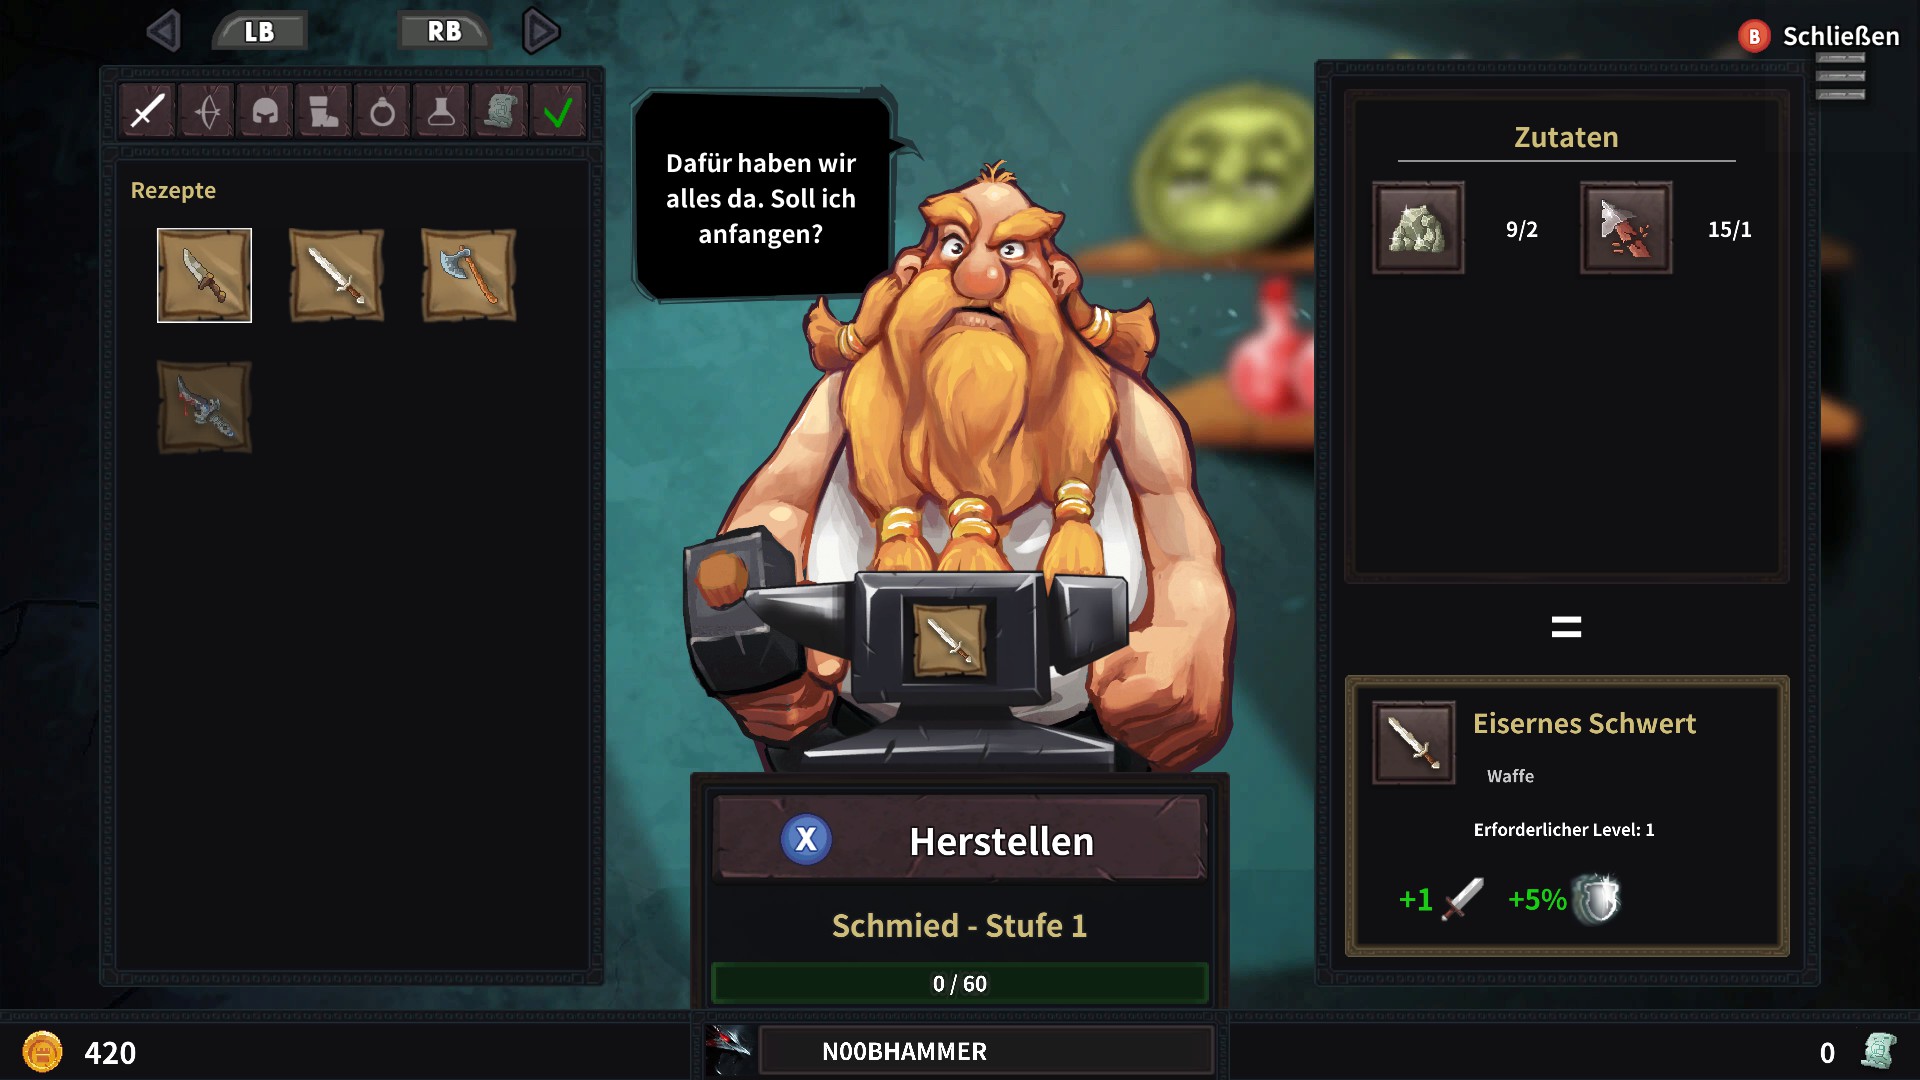 LB
RB
B Schließen
Rezepte
Dafür haben wir
alles da. Soll ich
anfangen?
Zutaten
9/2
15/1
=
Eisernes Schwert
Waffe
Erforderlicher Level: 1
+1
+5%
X Herstellen
Schmied - Stufe 1
0 / 60
420
N00BHAMMER
0